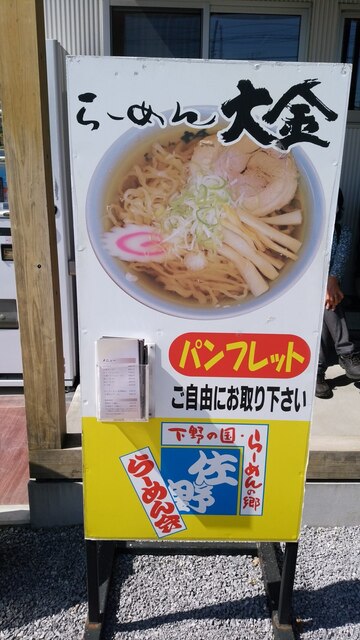 らーめん 大金
パンフレット
ご自由にお取り下さい
下野の国・
らーめんの郷
佐野
らーめん会